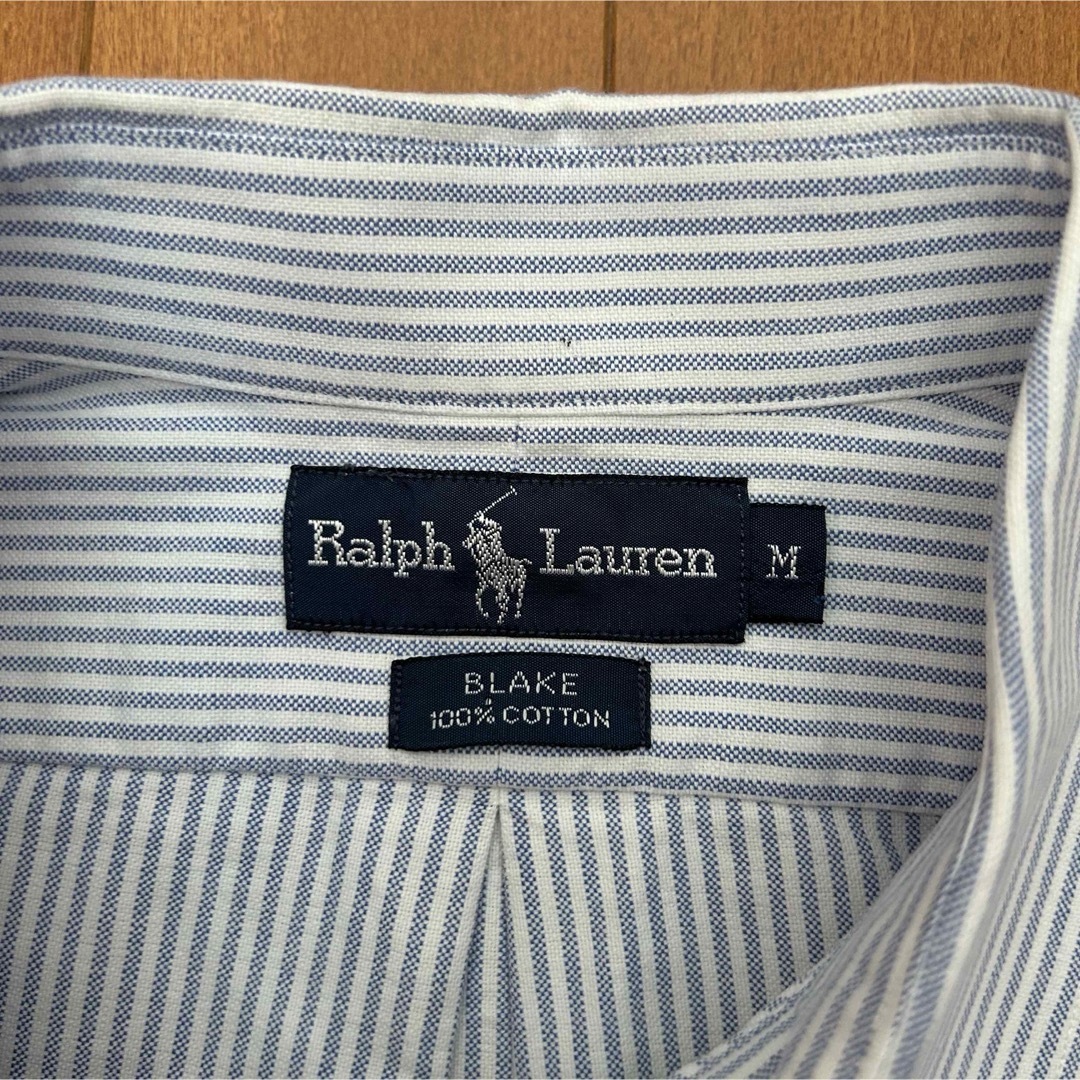 Ralph Lauren
M
BLAKE
100% COTTON